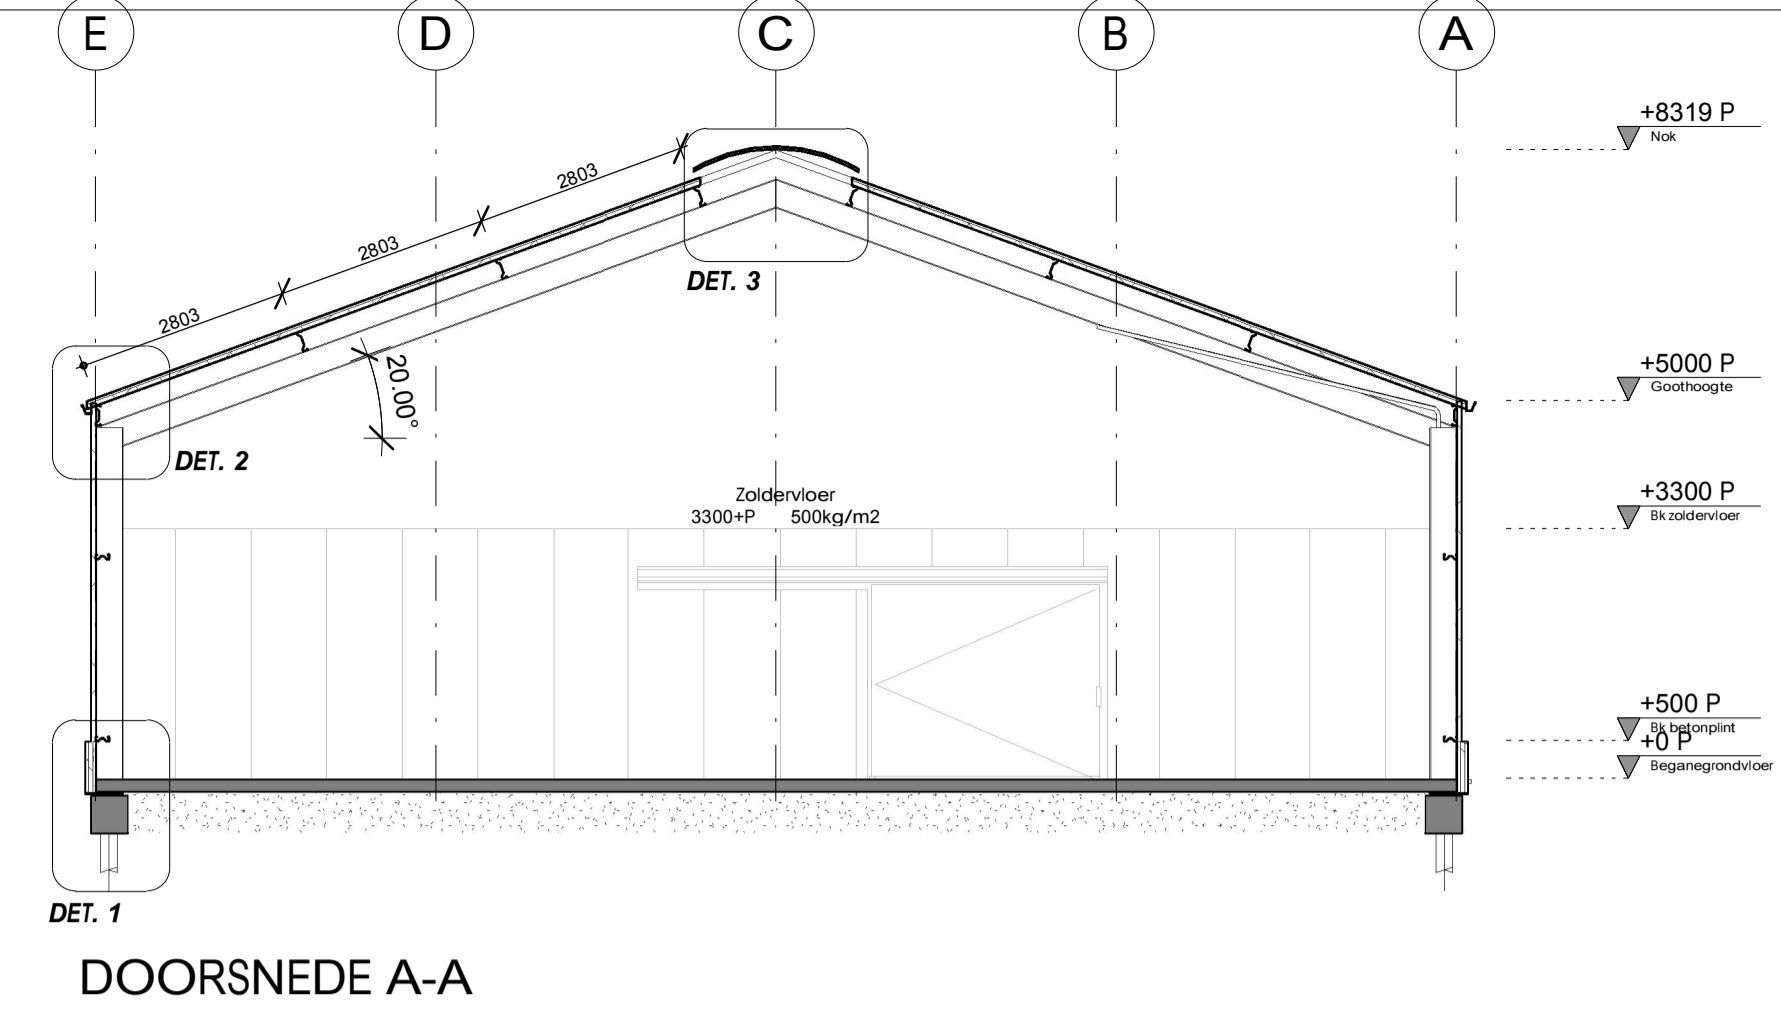 E D C B A
+8319 P
Nok
2803
2803
2803
DET. 3
20.00°
+5000 P
Goothoogte
DET. 2
Zoldervloer
3300+P 500kg/m2
+3300 P
Bk zoldervloer
+500 P
Bk betonplint
+0 P
Beganegrondvloer
DET. 1
DOORSNEDE A-A